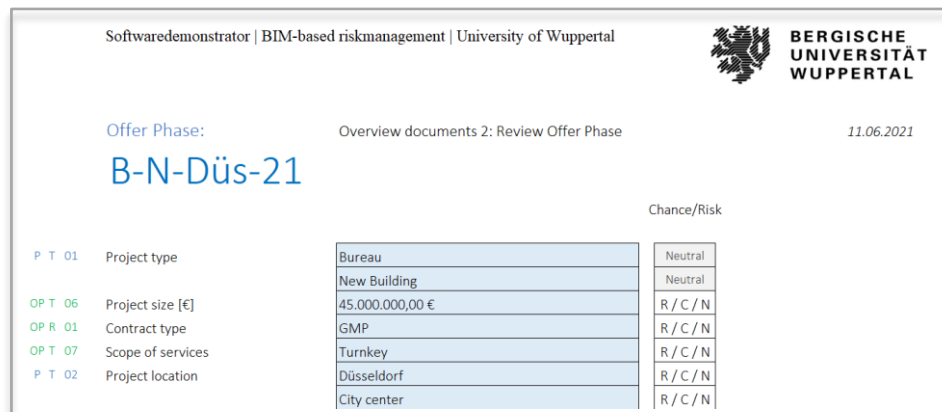 Softwaredemonstrator | BIM-based riskmanagement | University of Wuppertal
BERGISCHE
UNIVERSITÄT
WUPPERTAL
Offer Phase: Overview documents 2: Review Offer Phase 11.06.2021
B-N-Düs-21
Chance/Risk
P T 01 Project type Bureau Neutral
New Building Neutral
OP T 06 Project size [€] 45.000.000,00 € R / C / N
OP R 01 Contract type GMP R / C / N
OP T 07 Scope of services Turnkey R / C / N
P T 02 Project location Düsseldorf R / C / N
City center R / C / N